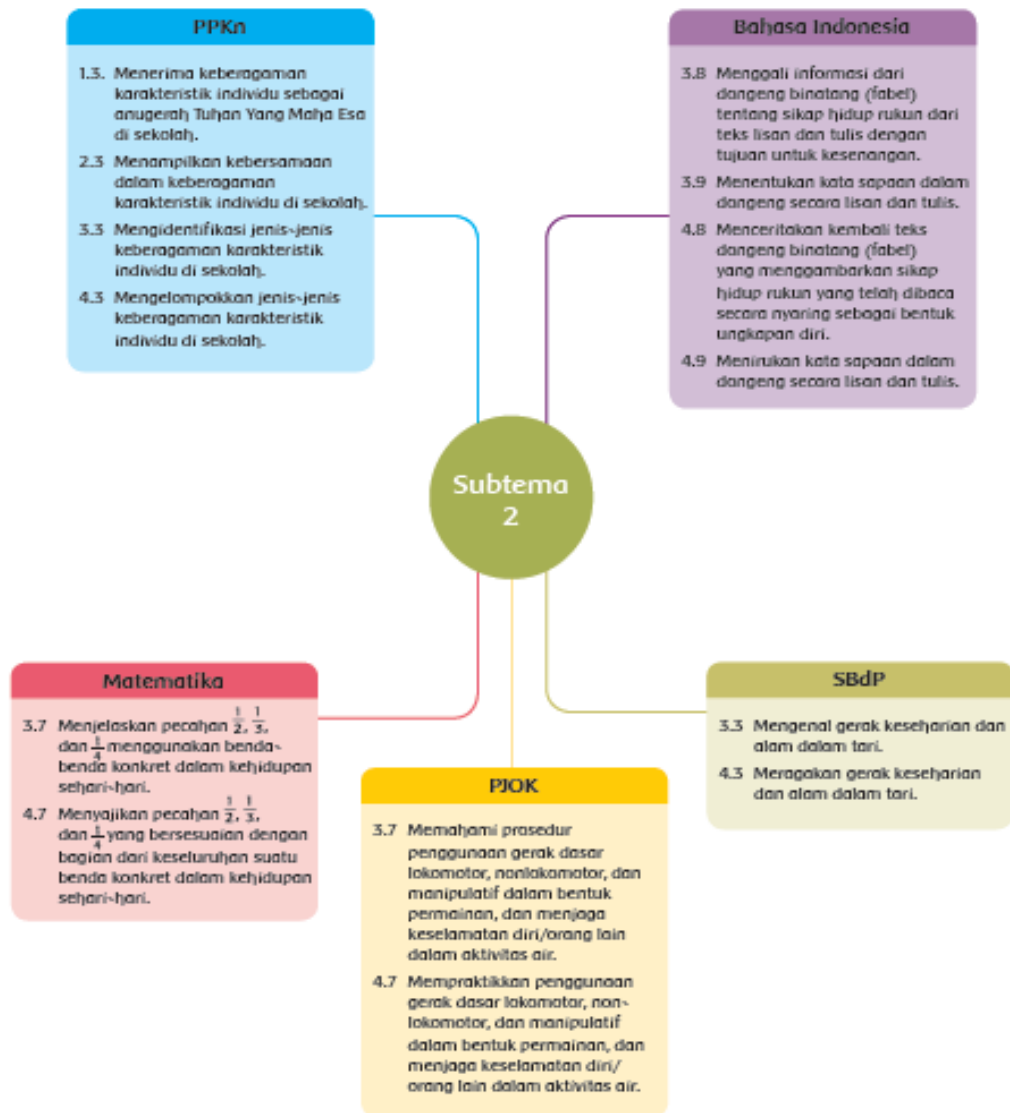 PPKn
1.3. Menerima keberagaman
karakteristik individu sebagai
anugerah Tuhan Yang Maha Esa
di sekolah.
2.3 Menampilkan kebersamaan
dalam keberagaman
karakteristik individu di sekolah.
3.3 Mengidentifikasi jenis-jenis
keberagaman karakteristik
individu di sekolah.
4.3 Mengelompokkan jenis-jenis
keberagaman karakteristik
individu di sekolah.
Bahasa Indonesia
3.8 Menggali informasi dari
dongeng binatang (fabel)
tentang sikap hidup rukun dari
teks lisan dan tulis dengan
tujuan untuk kesenangan.
3.9 Menentukan kata sapaan dalam
dongeng secara lisan dan tulis.
4.8 Menceritakan kembali teks
dongeng binatang (fabel)
yang menggambarkan sikap
hidup rukun yang telah dibaca
secara nyaring sebagai bentuk
ungkapan diri.
4.9 Menirukan kata sapaan dalam
dongeng secara lisan dan tulis.
Subtema
2
Matematika
3.7 Menjelaskan pecahan 1/2, 1/3,
dan 1/4 menggunakan benda-
benda konkret dalam kehidupan
sehari-hari.
4.7 Menyajikan pecahan 1/2, 1/3,
dan 1/4 yang bersesuaian dengan
bagian dari keseluruhan suatu
benda konkret dalam kehidupan
sehari-hari.
PJOK
3.7 Memahami prosedur
penggunaan gerak dasar
lokomotor, nonlokomotor, dan
manipulatif dalam bentuk
permainan, dan menjaga
keselamatan diri/orang lain
dalam aktivitas air.
4.7 Mempraktikkan penggunaan
gerak dasar lokomotor, non-
lokomotor, dan manipulatif
dalam bentuk permainan, dan
menjaga keselamatan diri/
orang lain dalam aktivitas air.
SBdP
3.3 Mengenal gerak keseharian dan
alam dalam tari.
4.3 Meragakan gerak keseharian
dan alam dalam tari.